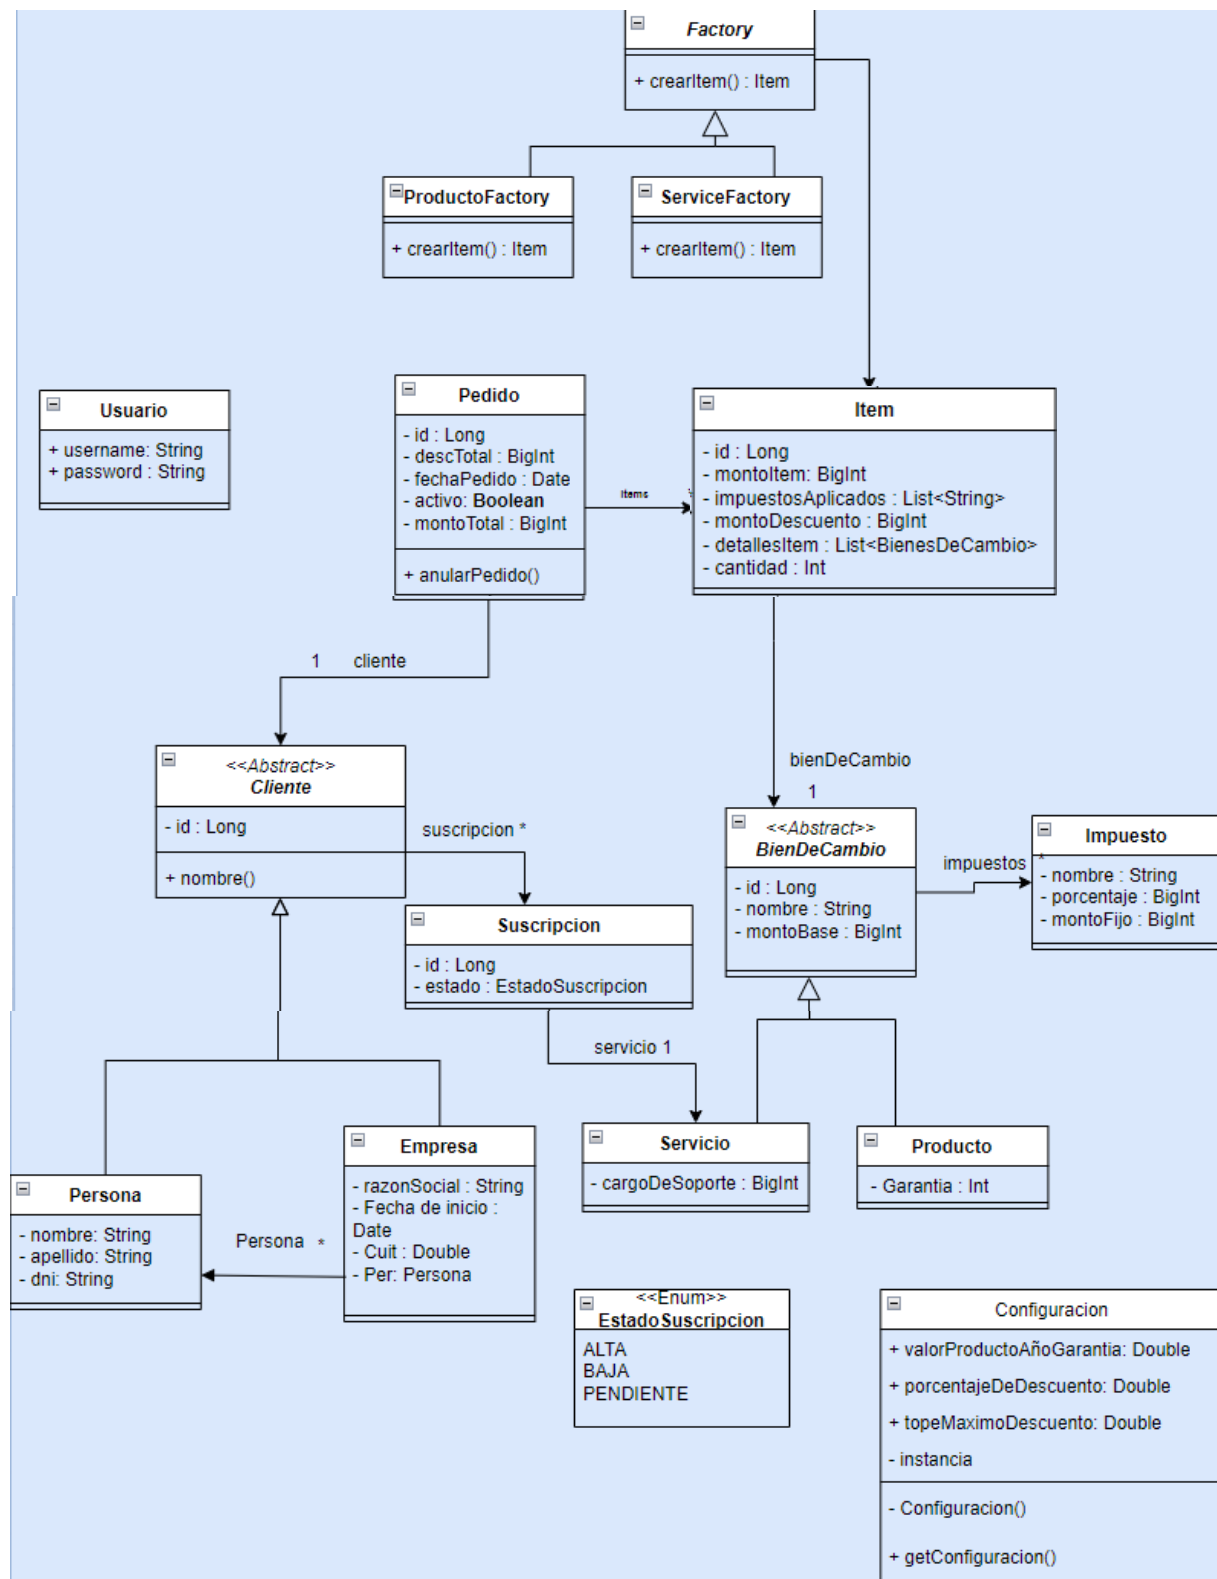 Factory
+ crearItem() : Item
ProductoFactory
+ crearItem() : Item
ServiceFactory
+ crearItem() : Item
Usuario
+ username: String
+ password : String
Pedido
- id : Long
- descTotal : BigInt
- fechaPedido : Date
- activo: Boolean
- montoTotal : BigInt
+ anularPedido()
Items
*
Item
- id : Long
- montoItem: BigInt
- impuestosAplicados : List<String>
- montoDescuento : BigInt
- detallesItem : List<BienesDeCambio>
- cantidad : Int
1 cliente
<<Abstract>>
Cliente
- id : Long
+ nombre()
suscripcion *
bienDeCambio
1
<<Abstract>>
BienDeCambio
- id : Long
- nombre : String
- montoBase : BigInt
impuestos *
Impuesto
- nombre : String
- porcentaje : BigInt
- montoFijo : BigInt
Suscripcion
- id : Long
- estado : EstadoSuscripcion
servicio 1
Servicio
- cargoDeSoporte : BigInt
Producto
- Garantia : Int
Empresa
- razonSocial : String
- Fecha de inicio :
Date
- Cuit : Double
- Per: Persona
Persona
- nombre: String
- apellido: String
- dni: String
Persona *
<<Enum>>
EstadoSuscripcion
ALTA
BAJA
PENDIENTE
Configuracion
+ valorProductoAñoGarantia: Double
+ porcentajeDeDescuento: Double
+ topeMaximoDescuento: Double
- instancia
- Configuracion()
+ getConfiguracion()